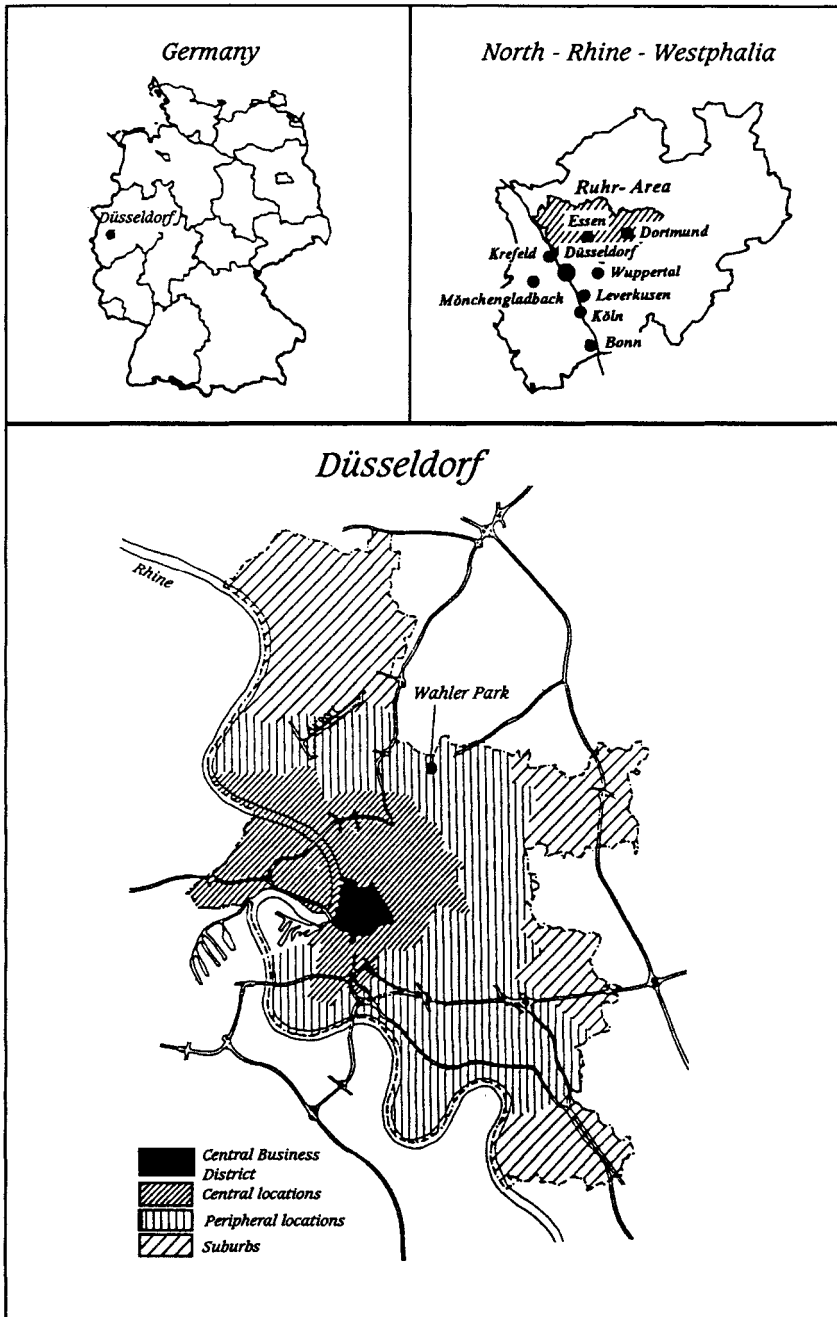 Germany
Düsseldorf
North - Rhine - Westphalia
Ruhr- Area
Essen
Dortmund
Krefeld
Düsseldorf
Wuppertal
Mönchengladbach
Leverkusen
Köln
Bonn
Düsseldorf
Rhine
Wahler Park
Central Business
District
Central locations
Peripheral locations
Suburbs